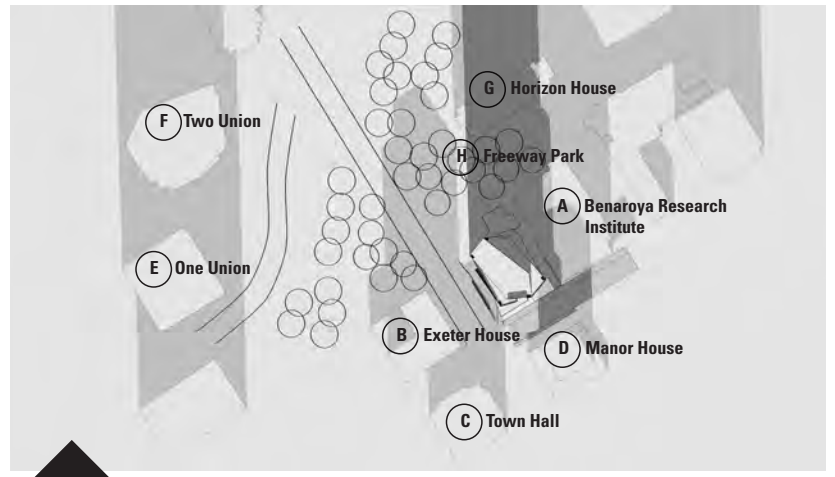 G Horizon House
F Two Union
H Freeway Park
A Benaroya Research
Institute
E One Union
B Exeter House
D Manor House
C Town Hall